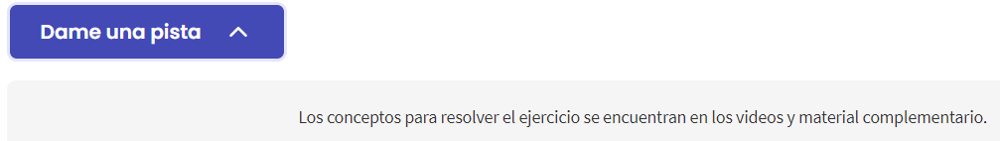 Dame una pista
Los conceptos para resolver el ejercicio se encuentran en los videos y material complementario.